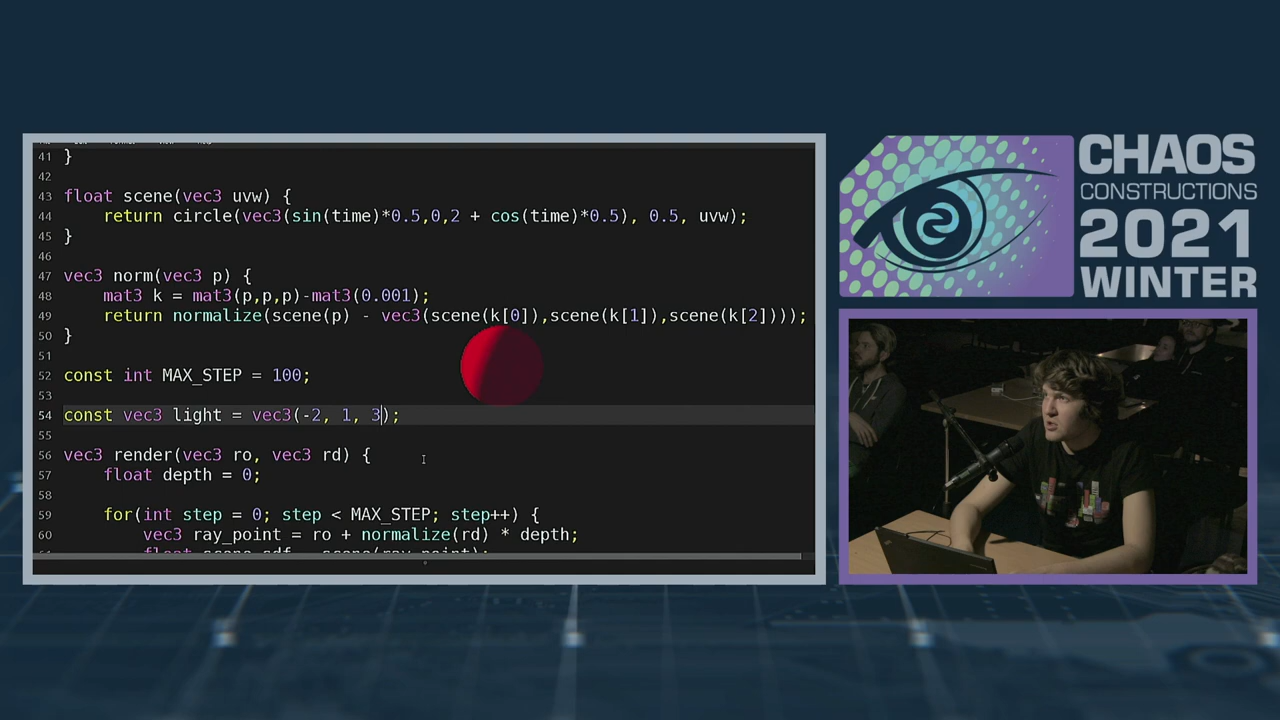 41 }
42
43 float scene(vec3 uvw) {
44     return circle(vec3(sin(time)*0.5,0,2 + cos(time)*0.5), 0.5, uvw);
45 }
46
47 vec3 norm(vec3 p) {
48     mat3 k = mat3(p,p,p)-mat3(0.001);
49     return normalize(scene(p) - vec3(scene(k[0]),scene(k[1]),scene(k[2])));
50 }
51
52 const int MAX_STEP = 100;
53
54 const vec3 light = vec3(-2, 1, 3);
55
56 vec3 render(vec3 ro, vec3 rd) {
57     float depth = 0;
58
59     for(int step = 0; step < MAX_STEP; step++) {
60         vec3 ray_point = ro + normalize(rd) * depth;
CHAOS
CONSTRUCTIONS
2021
WINTER